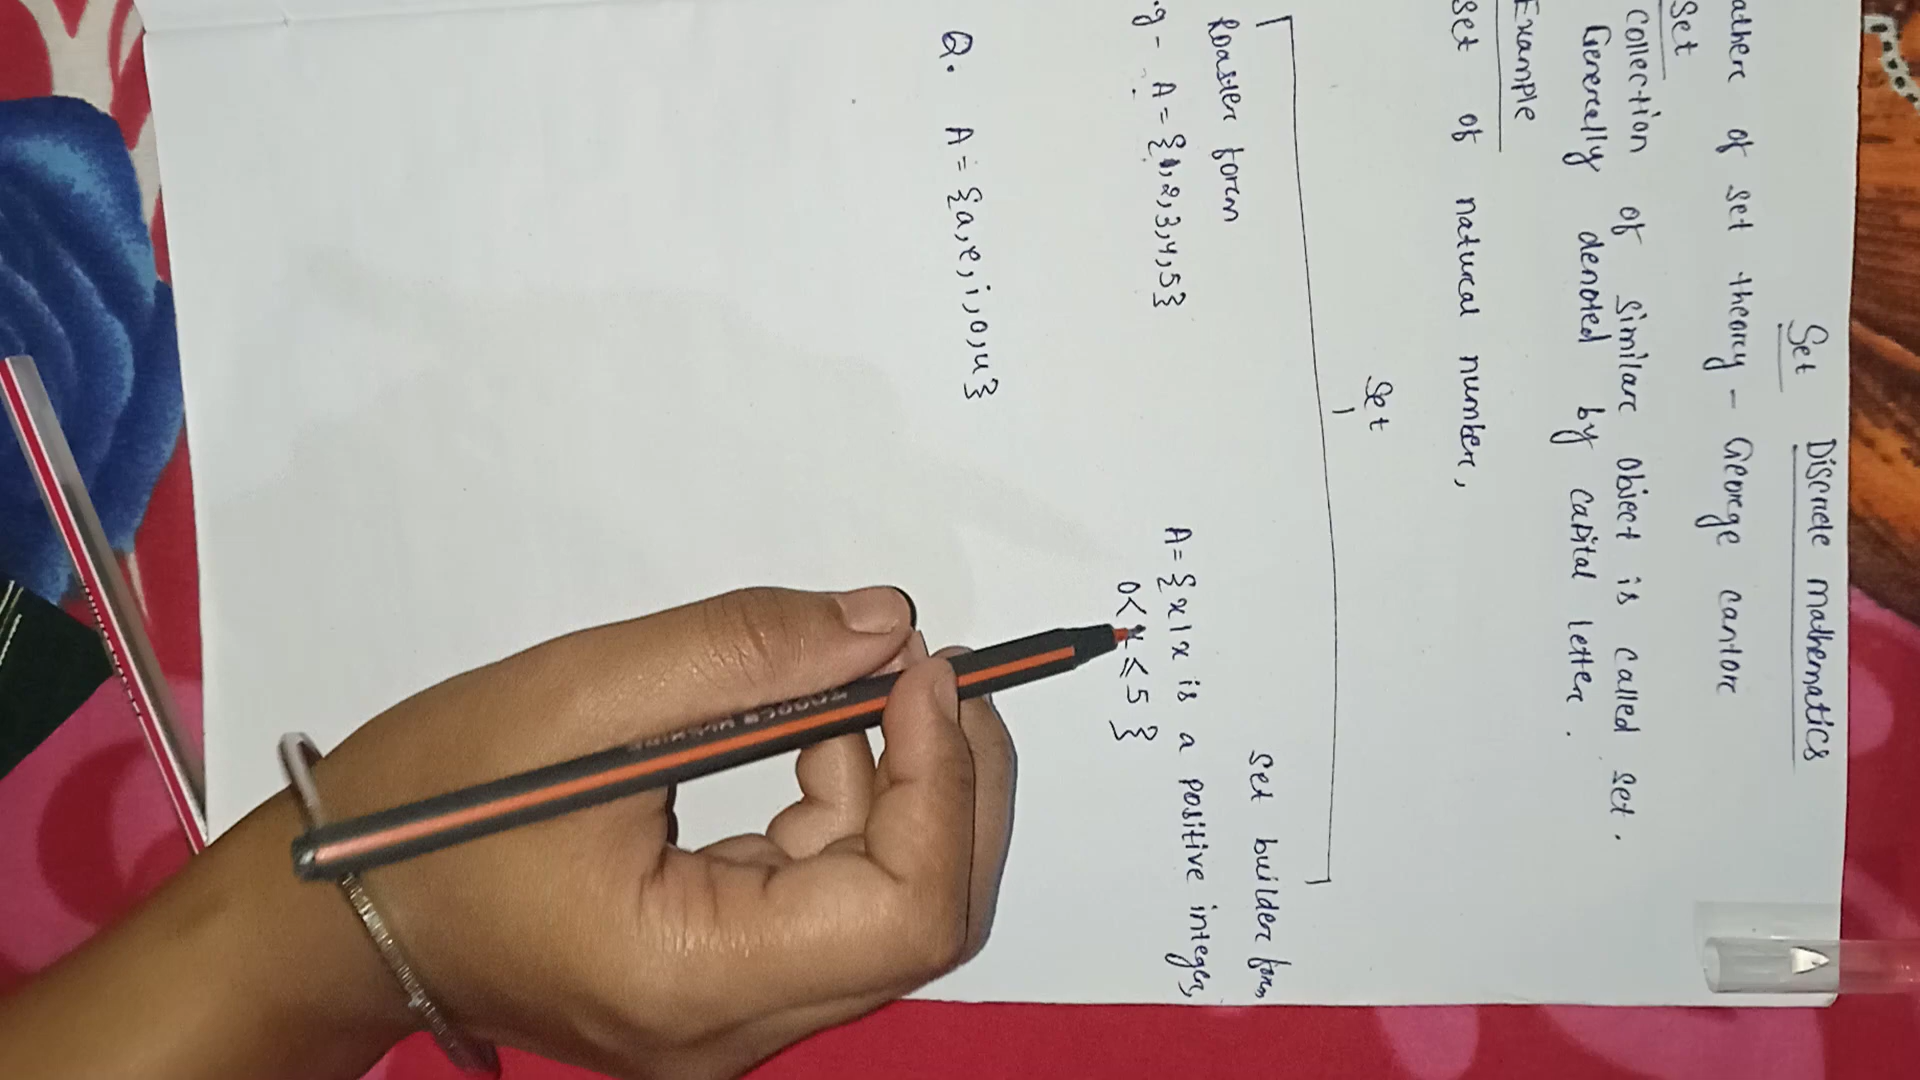 Set Discrete mathematics
of set theory - George cantor
Set
Collection of similar object is called set.
Generally denoted by capital letter.
Example
set of natural number,
Set
Roaster form set builder form
A = {1,2,3,4,5} A = {x | x is a positive integer,
0< x ≤ 5 }
Q. A = {a, e, i, o, u}